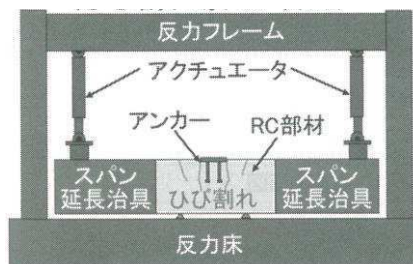 反力フレーム
アクチュエータ
アンカー
RC部材
スパン
延長治具
ひび割れ
スパン
延長治具
反力床